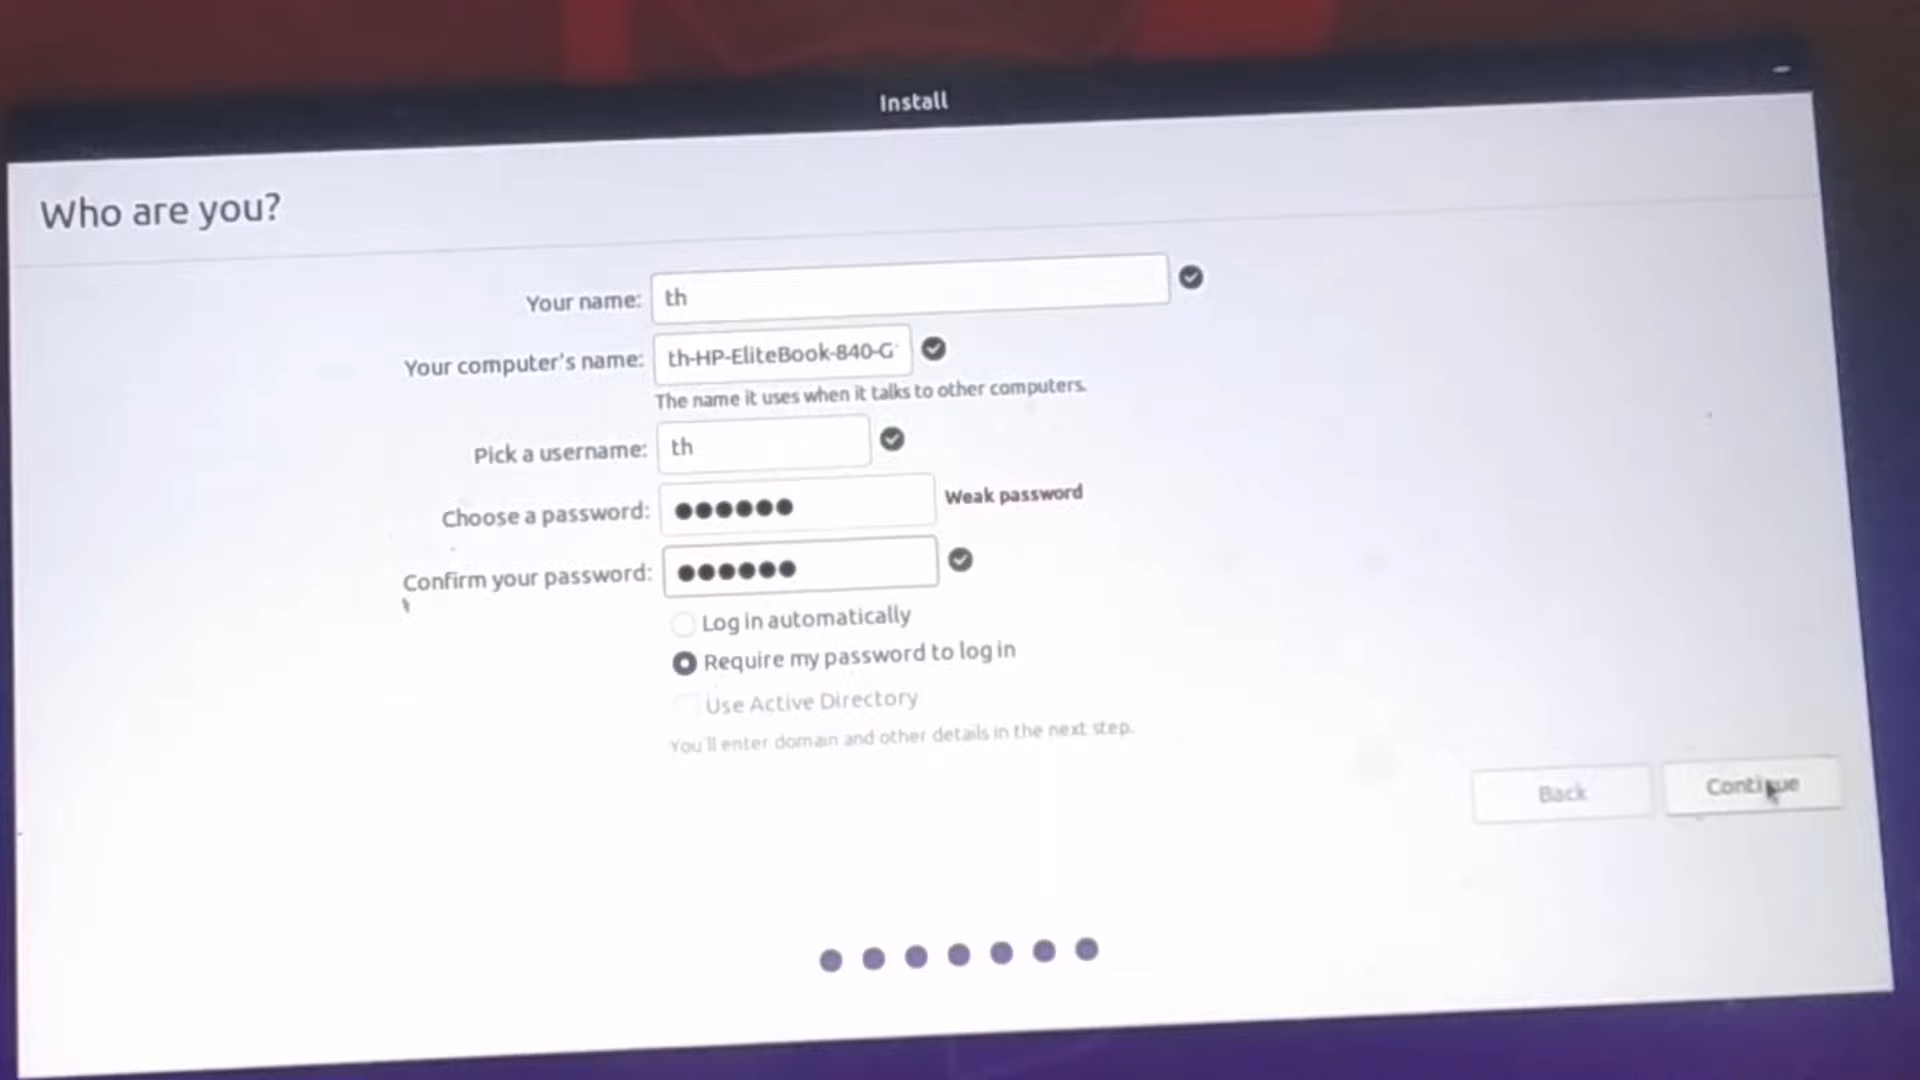 Install
Who are you?
Your name: th
Your computer's name: th-HP-EliteBook-840-G
The name it uses when it talks to other computers.
Pick a username: th
Choose a password: ●●●●●● Weak password
Confirm your password: ●●●●●●
Log in automatically
Require my password to log in
Use Active Directory
You'll enter domain and other details in the next step.
Back Continue